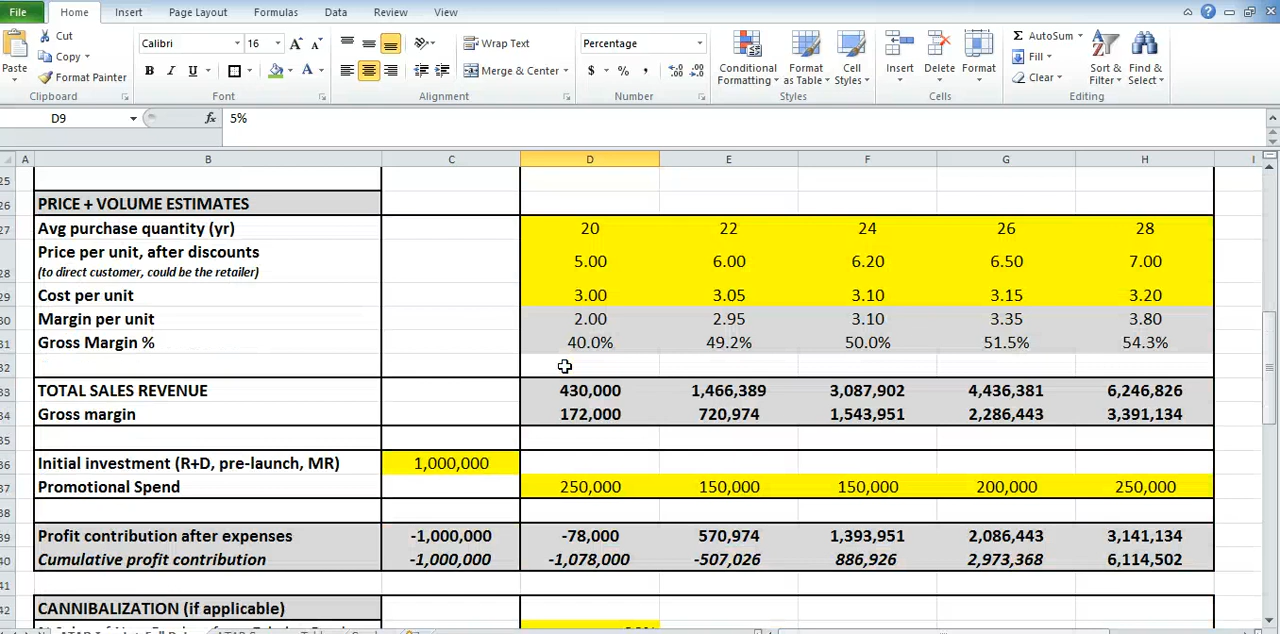 File Home Insert Page Layout Formulas Data Review View
Cut
Copy
Format Painter
Paste
Calibri 16
Wrap Text
Merge & Center
Percentage
$ % ,
Conditional Formatting
Format as Table
Cell Styles
Insert Delete Format
Σ AutoSum
Fill
Clear
Sort & Filter
Find & Select
Clipboard Font Alignment Number Styles Cells Editing
D9 fx 5%
A B C D E F G H I
25
26 PRICE + VOLUME ESTIMATES
27 Avg purchase quantity (yr) 20 22 24 26 28
Price per unit, after discounts
28 (to direct customer, could be the retailer) 5.00 6.00 6.20 6.50 7.00
29 Cost per unit 3.00 3.05 3.10 3.15 3.20
30 Margin per unit 2.00 2.95 3.10 3.35 3.80
31 Gross Margin % 40.0% 49.2% 50.0% 51.5% 54.3%
32
33 TOTAL SALES REVENUE 430,000 1,466,389 3,087,902 4,436,381 6,246,826
34 Gross margin 172,000 720,974 1,543,951 2,286,443 3,391,134
35
36 Initial investment (R+D, pre-launch, MR) 1,000,000
37 Promotional Spend 250,000 150,000 150,000 200,000 250,000
38
39 Profit contribution after expenses -1,000,000 -78,000 570,974 1,393,951 2,086,443 3,141,134
40 Cumulative profit contribution -1,000,000 -1,078,000 -507,026 886,926 2,973,368 6,114,502
41
42 CANNIBALIZATION (if applicable)